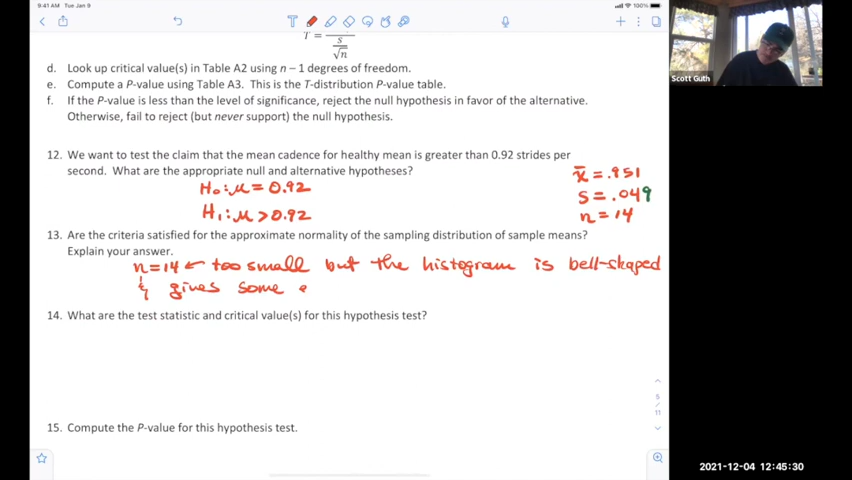 9:41 AM Tue Jan 9
100%
T =
s
√n
d. Look up critical value(s) in Table A2 using n – 1 degrees of freedom.
e. Compute a P-value using Table A3. This is the T-distribution P-value table.
f. If the P-value is less than the level of significance, reject the null hypothesis in favor of the alternative.
Otherwise, fail to reject (but never support) the null hypothesis.
12. We want to test the claim that the mean cadence for healthy mean is greater than 0.92 strides per
second. What are the appropriate null and alternative hypotheses?
H₀: μ = 0.92
H₁: μ > 0.92
x̄ = .951
s = .049
n = 14
13. Are the criteria satisfied for the approximate normality of the sampling distribution of sample means?
Explain your answer.
n = 14 ← too small but the histogram is bell-shaped
& gives some
14. What are the test statistic and critical value(s) for this hypothesis test?
15. Compute the P-value for this hypothesis test.
5
/
11
Scott Guth
2021-12-04 12:45:30